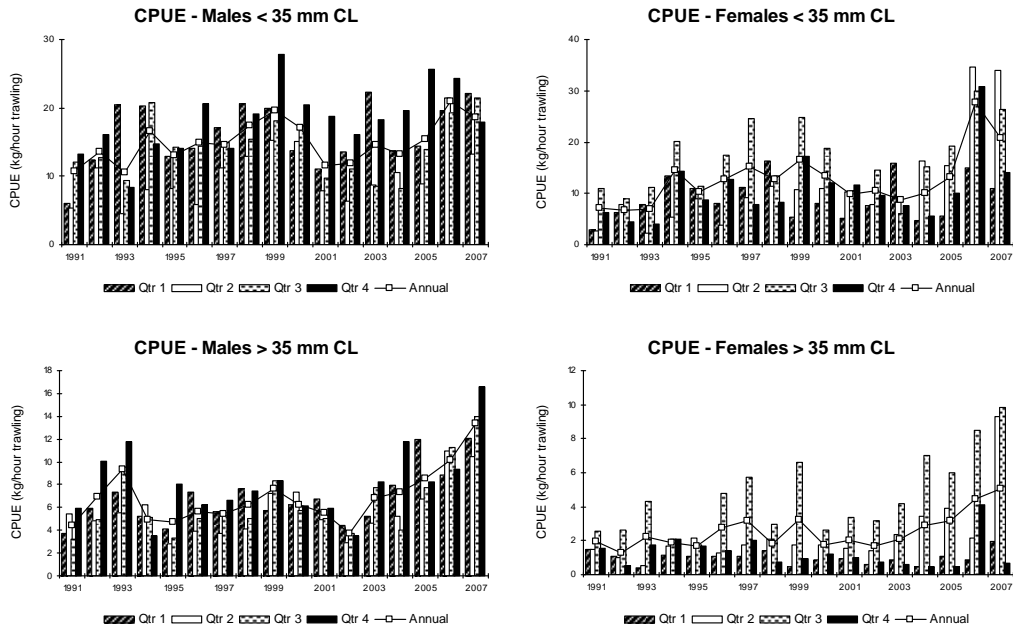 CPUE - Males < 35 mm CL
CPUE (kg/hour trawling)
30
20
10
0
1991 1993 1995 1997 1999 2001 2003 2005 2007
Qtr 1 Qtr 2 Qtr 3 Qtr 4 Annual
CPUE - Females < 35 mm CL
CPUE (kg/hour trawling)
40
30
20
10
0
1991 1993 1995 1997 1999 2001 2003 2005 2007
Qtr 1 Qtr 2 Qtr 3 Qtr 4 Annual
CPUE - Males > 35 mm CL
CPUE (kg/hour trawling)
18
16
14
12
10
8
6
4
2
0
1991 1993 1995 1997 1999 2001 2003 2005 2007
Qtr 1 Qtr 2 Qtr 3 Qtr 4 Annual
CPUE - Females > 35 mm CL
CPUE (kg/hour trawling)
12
10
8
6
4
2
0
1991 1993 1995 1997 1999 2001 2003 2005 2007
Qtr 1 Qtr 2 Qtr 3 Qtr 4 Annual